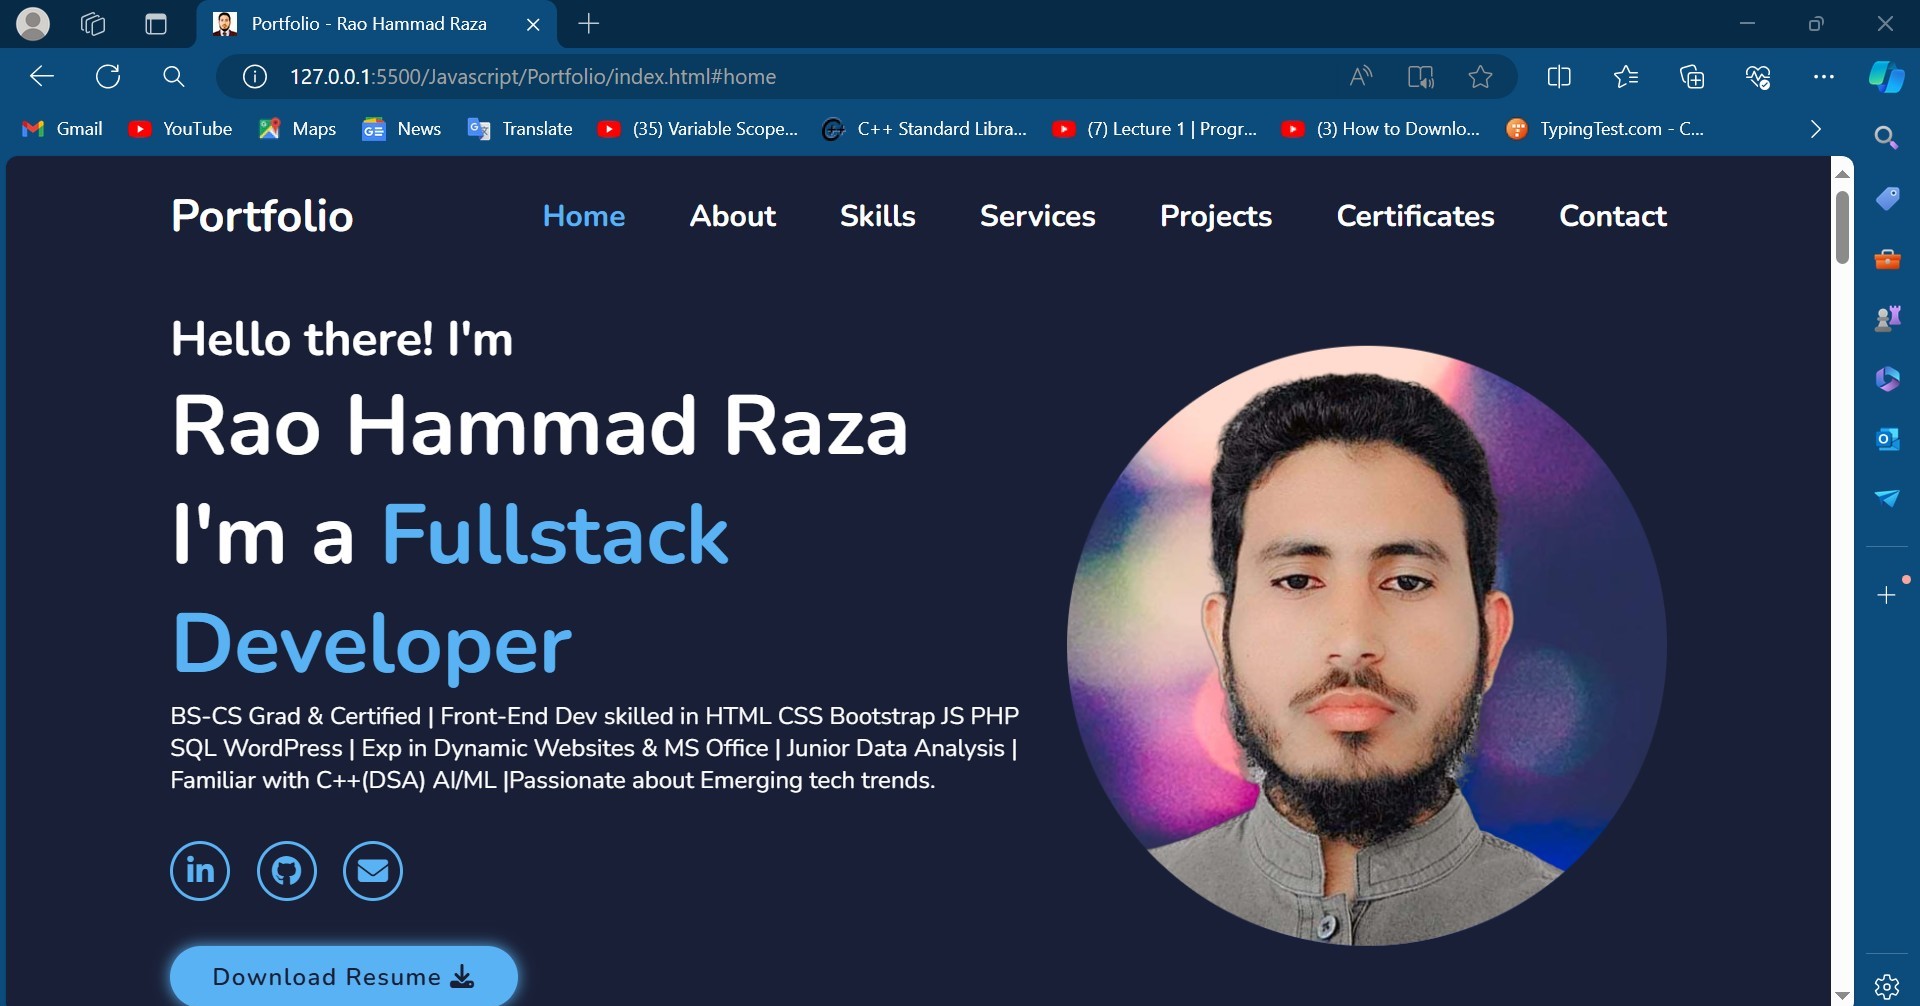 Portfolio - Rao Hammad Raza
127.0.0.1:5500/Javascript/Portfolio/index.html#home
Gmail YouTube Maps News Translate (35) Variable Scope... C++ Standard Libra... (7) Lecture 1 | Progr... (3) How to Downlo... TypingTest.com - C...
Portfolio Home About Skills Services Projects Certificates Contact
Hello there! I'm
Rao Hammad Raza
I'm a Fullstack
Developer
BS-CS Grad & Certified | Front-End Dev skilled in HTML CSS Bootstrap JS PHP
SQL WordPress | Exp in Dynamic Websites & MS Office | Junior Data Analysis |
Familiar with C++(DSA) AI/ML |Passionate about Emerging tech trends.
in
Download Resume